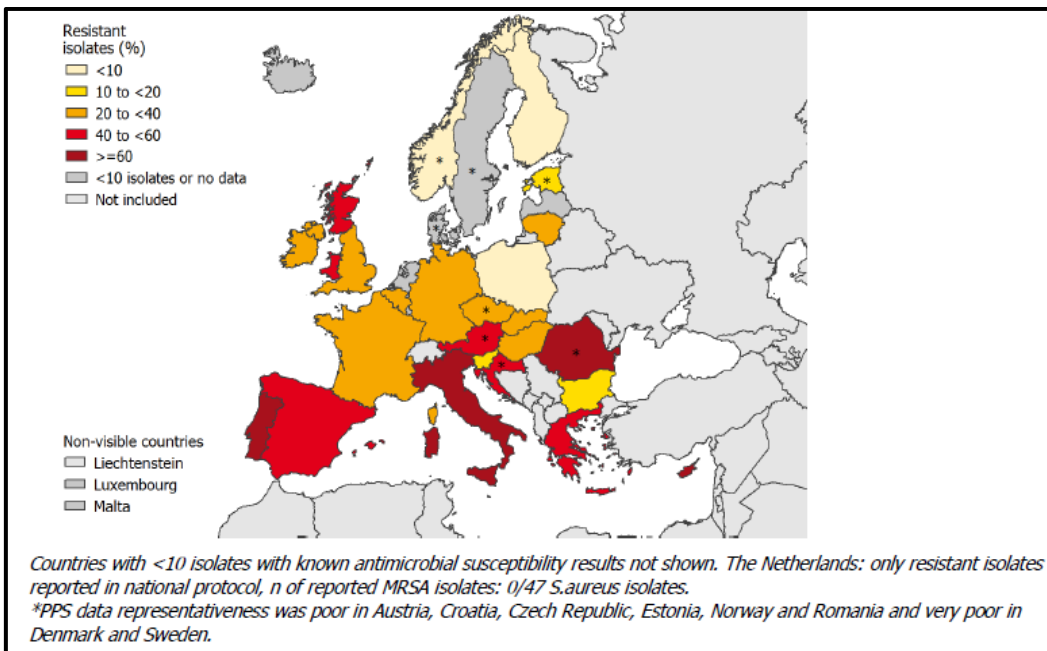 Resistant
isolates (%)
<10
10 to <20
20 to <40
40 to <60
>=60
<10 isolates or no data
Not included
* 
*
*
*
*
*
*
*
Non-visible countries
Liechtenstein
Luxembourg
Malta
Countries with <10 isolates with known antimicrobial susceptibility results not shown. The Netherlands: only resistant isolates
reported in national protocol, n of reported MRSA isolates: 0/47 S.aureus isolates.
*PPS data representativeness was poor in Austria, Croatia, Czech Republic, Estonia, Norway and Romania and very poor in
Denmark and Sweden.